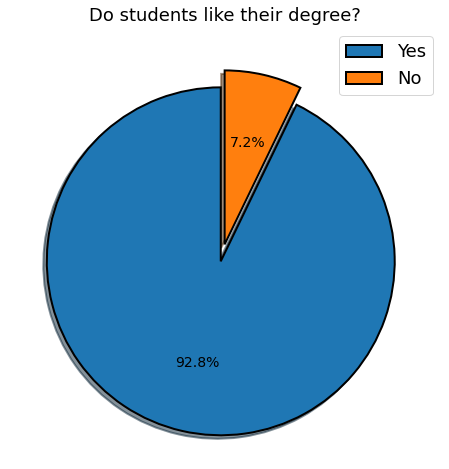 Do students like their degree?
Yes
No
7.2%
92.8%